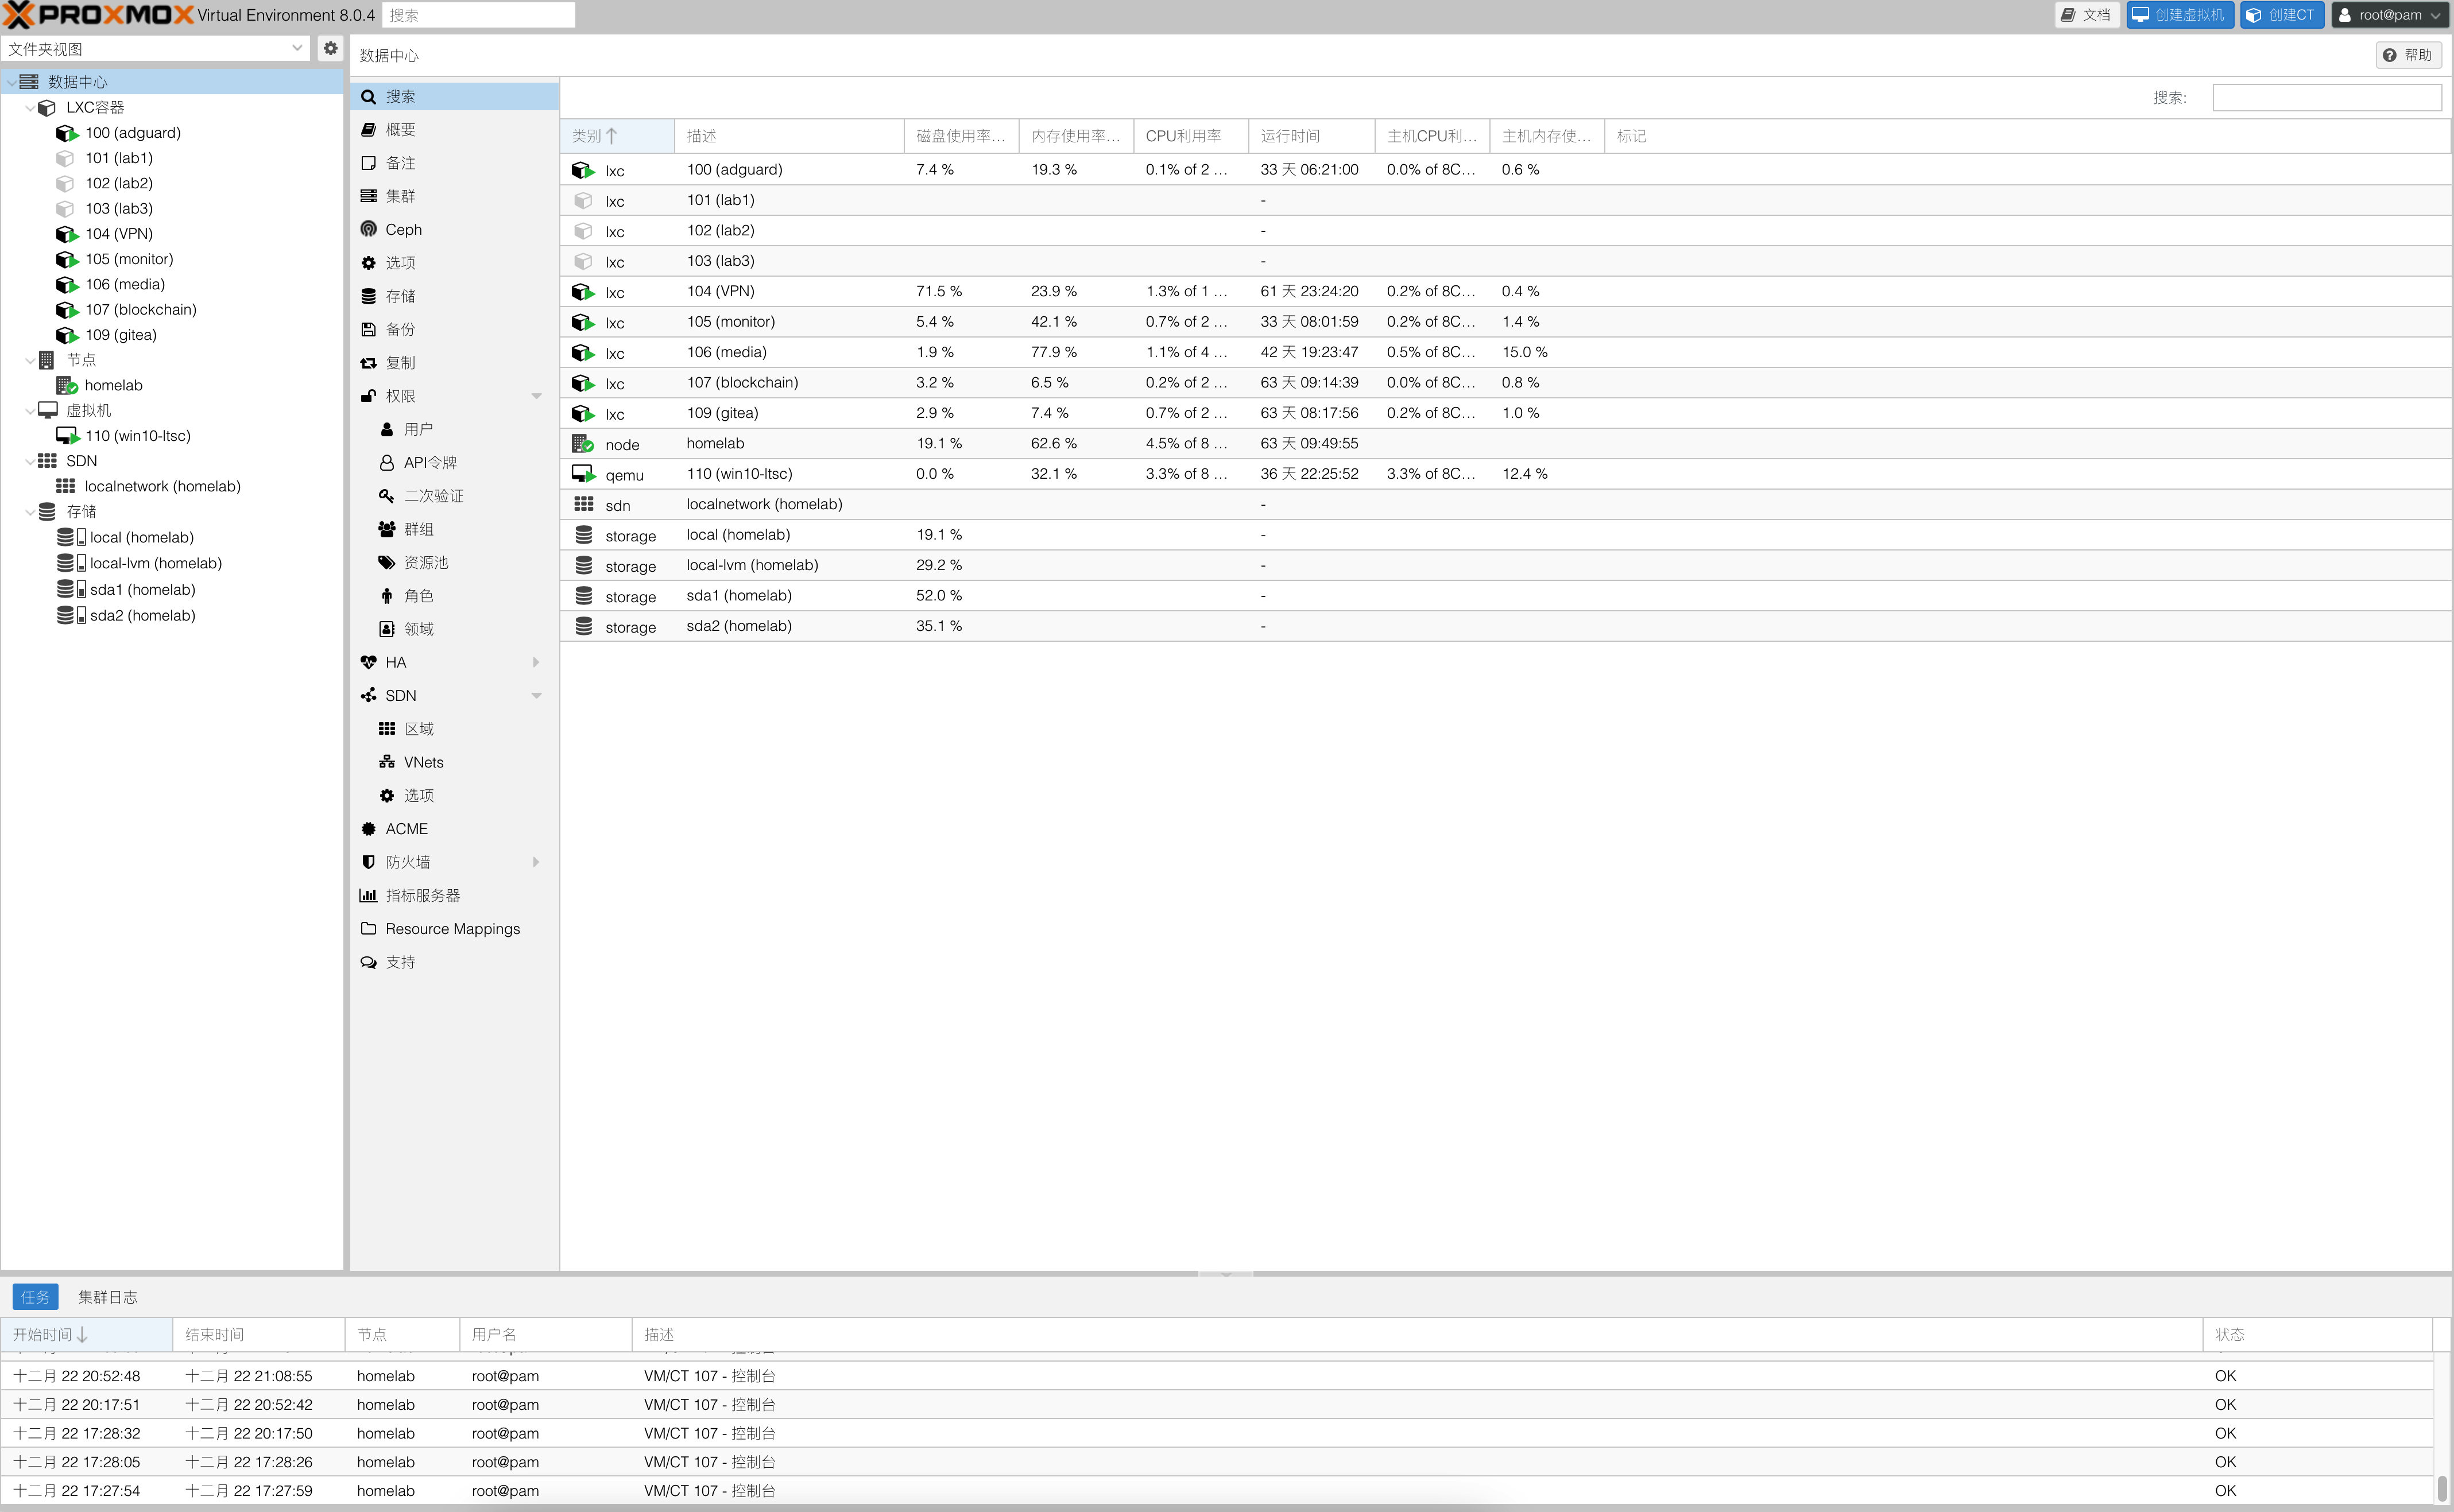 PROXMOX Virtual Environment 8.0.4 搜索 文档 创建虚拟机 创建CT root@pam
文件夹视图
数据中心
LXC容器
100 (adguard)
101 (lab1)
102 (lab2)
103 (lab3)
104 (VPN)
105 (monitor)
106 (media)
107 (blockchain)
109 (gitea)
节点
homelab
虚拟机
110 (win10-ltsc)
SDN
localnetwork (homelab)
存储
local (homelab)
local-lvm (homelab)
sda1 (homelab)
sda2 (homelab)
数据中心 帮助
搜索
概要
备注
集群
Ceph
选项
存储
备份
复制
权限
用户
API令牌
二次验证
群组
资源池
角色
领域
HA
SDN
区域
VNets
选项
ACME
防火墙
指标服务器
Resource Mappings
支持
搜索:
类别 描述 磁盘使用率... 内存使用率... CPU利用率 运行时间 主机CPU利... 主机内存使... 标记
lxc 100 (adguard) 7.4 % 19.3 % 0.1% of 2 ... 33 天 06:21:00 0.0% of 8C... 0.6 %
lxc 101 (lab1) -
lxc 102 (lab2) -
lxc 103 (lab3) -
lxc 104 (VPN) 71.5 % 23.9 % 1.3% of 1 ... 61 天 23:24:20 0.2% of 8C... 0.4 %
lxc 105 (monitor) 5.4 % 42.1 % 0.7% of 2 ... 33 天 08:01:59 0.2% of 8C... 1.4 %
lxc 106 (media) 1.9 % 77.9 % 1.1% of 4 ... 42 天 19:23:47 0.5% of 8C... 15.0 %
lxc 107 (blockchain) 3.2 % 6.5 % 0.2% of 2 ... 63 天 09:14:39 0.0% of 8C... 0.8 %
lxc 109 (gitea) 2.9 % 7.4 % 0.7% of 2 ... 63 天 08:17:56 0.2% of 8C... 1.0 %
node homelab 19.1 % 62.6 % 4.5% of 8 ... 63 天 09:49:55
qemu 110 (win10-ltsc) 0.0 % 32.1 % 3.3% of 8 ... 36 天 22:25:52 3.3% of 8C... 12.4 %
sdn localnetwork (homelab) -
storage local (homelab) 19.1 % -
storage local-lvm (homelab) 29.2 % -
storage sda1 (homelab) 52.0 % -
storage sda2 (homelab) 35.1 % -
任务 集群日志
开始时间 结束时间 节点 用户名 描述 状态
十二月 22 20:52:48 十二月 22 21:08:55 homelab root@pam VM/CT 107 - 控制台 OK
十二月 22 20:17:51 十二月 22 20:52:42 homelab root@pam VM/CT 107 - 控制台 OK
十二月 22 17:28:32 十二月 22 20:17:50 homelab root@pam VM/CT 107 - 控制台 OK
十二月 22 17:28:05 十二月 22 17:28:26 homelab root@pam VM/CT 107 - 控制台 OK
十二月 22 17:27:54 十二月 22 17:27:59 homelab root@pam VM/CT 107 - 控制台 OK